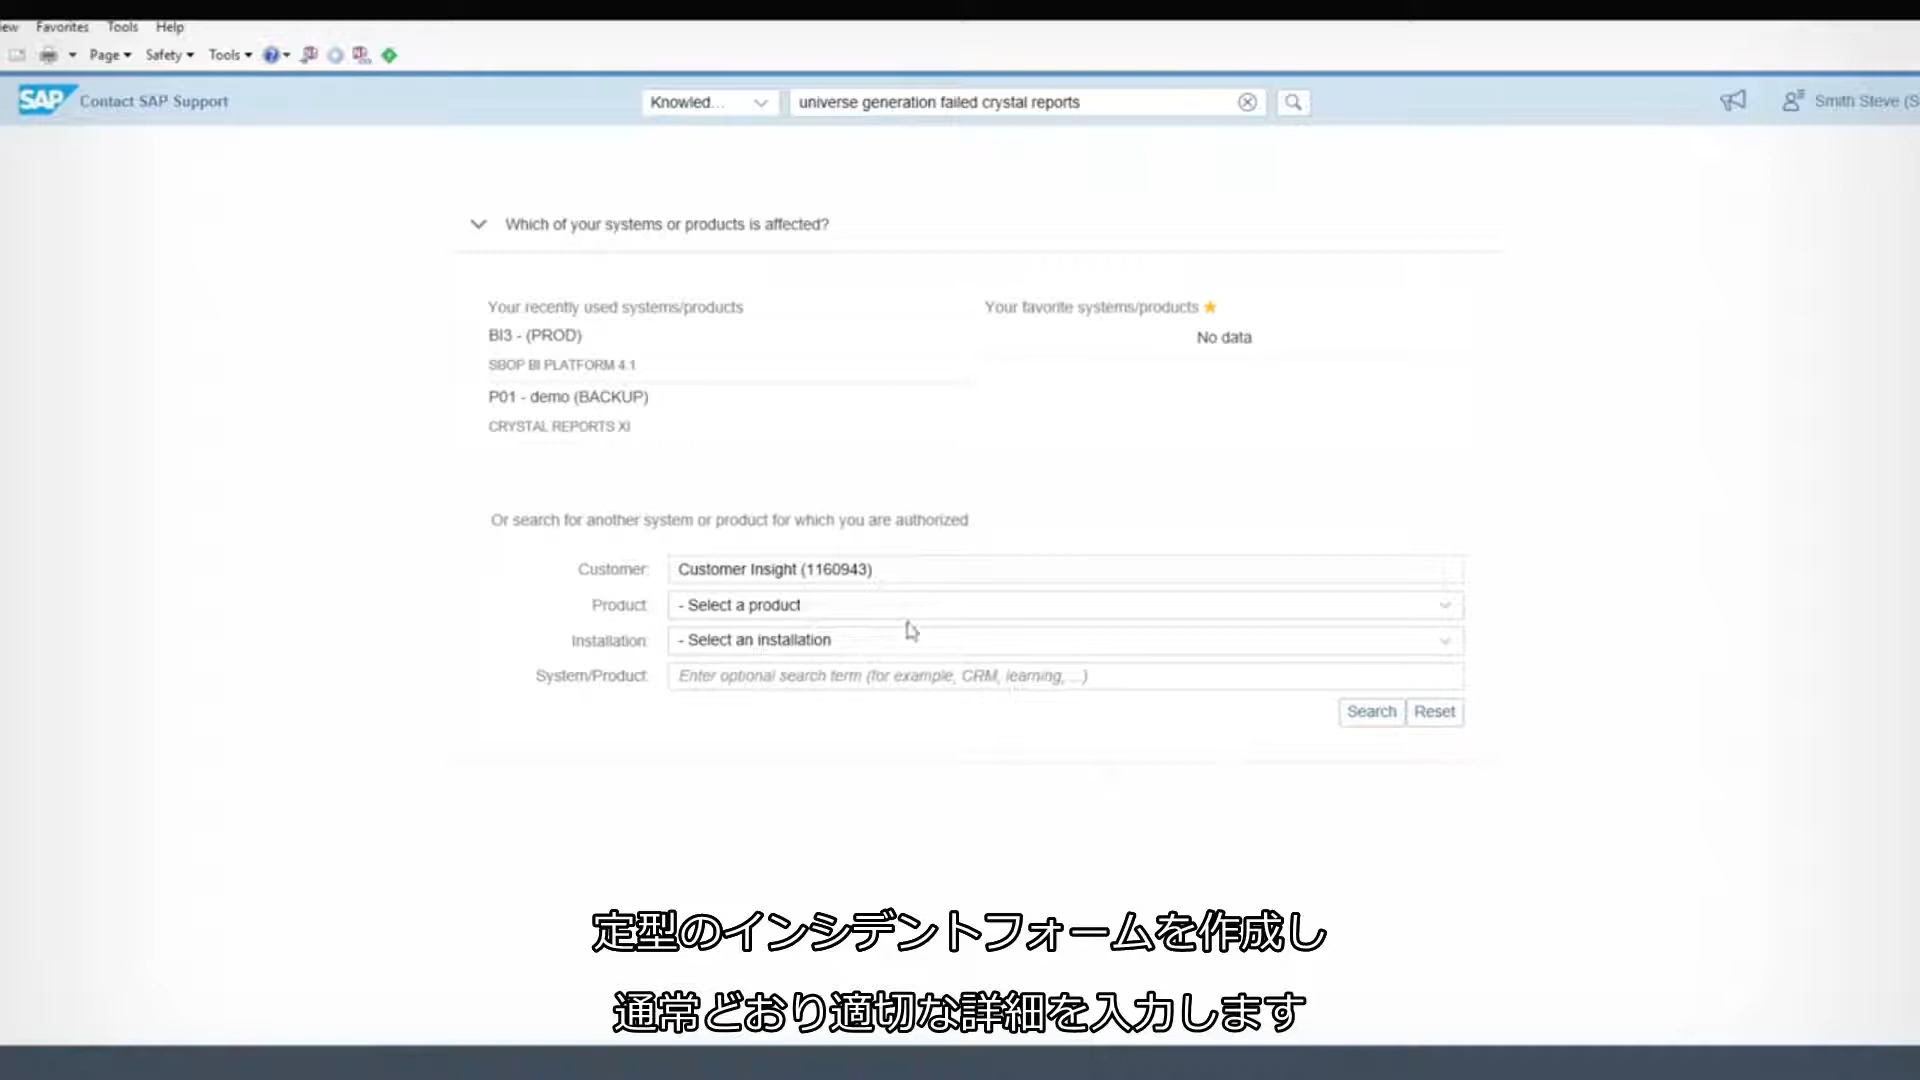 Favorites Tools Help
Page Safety Tools
SAP Contact SAP Support Knowled... universe generation failed crystal reports Smith Steve (S
Which of your systems or products is affected?
Your recently used systems/products Your favorite systems/products
BI3 - (PROD) No data
SBOP BI PLATFORM 4.1
P01 - demo (BACKUP)
CRYSTAL REPORTS XI
Or search for another system or product for which you are authorized
Customer: Customer Insight (1160943)
Product: - Select a product
Installation: - Select an installation
System/Product: Enter optional search term (for example, CRM, learning, ...)
Search Reset
定型のインシデントフォームを作成し
通常どおり適切な詳細を入力します